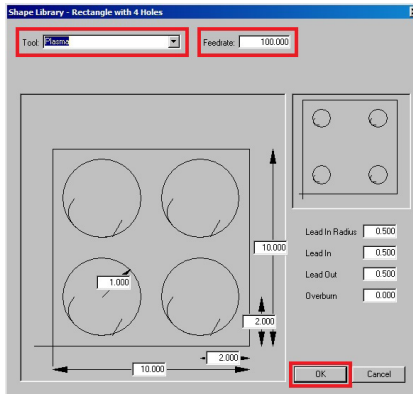 Shape Library - Rectangle with 4 Holes
Tool: Plasma
Feedrate: 100.000
1.000
10.000
2.000
2.000
10.000
Lead In Radius 0.500
Lead In 0.500
Lead Out 0.500
Overburn 0.000
OK Cancel